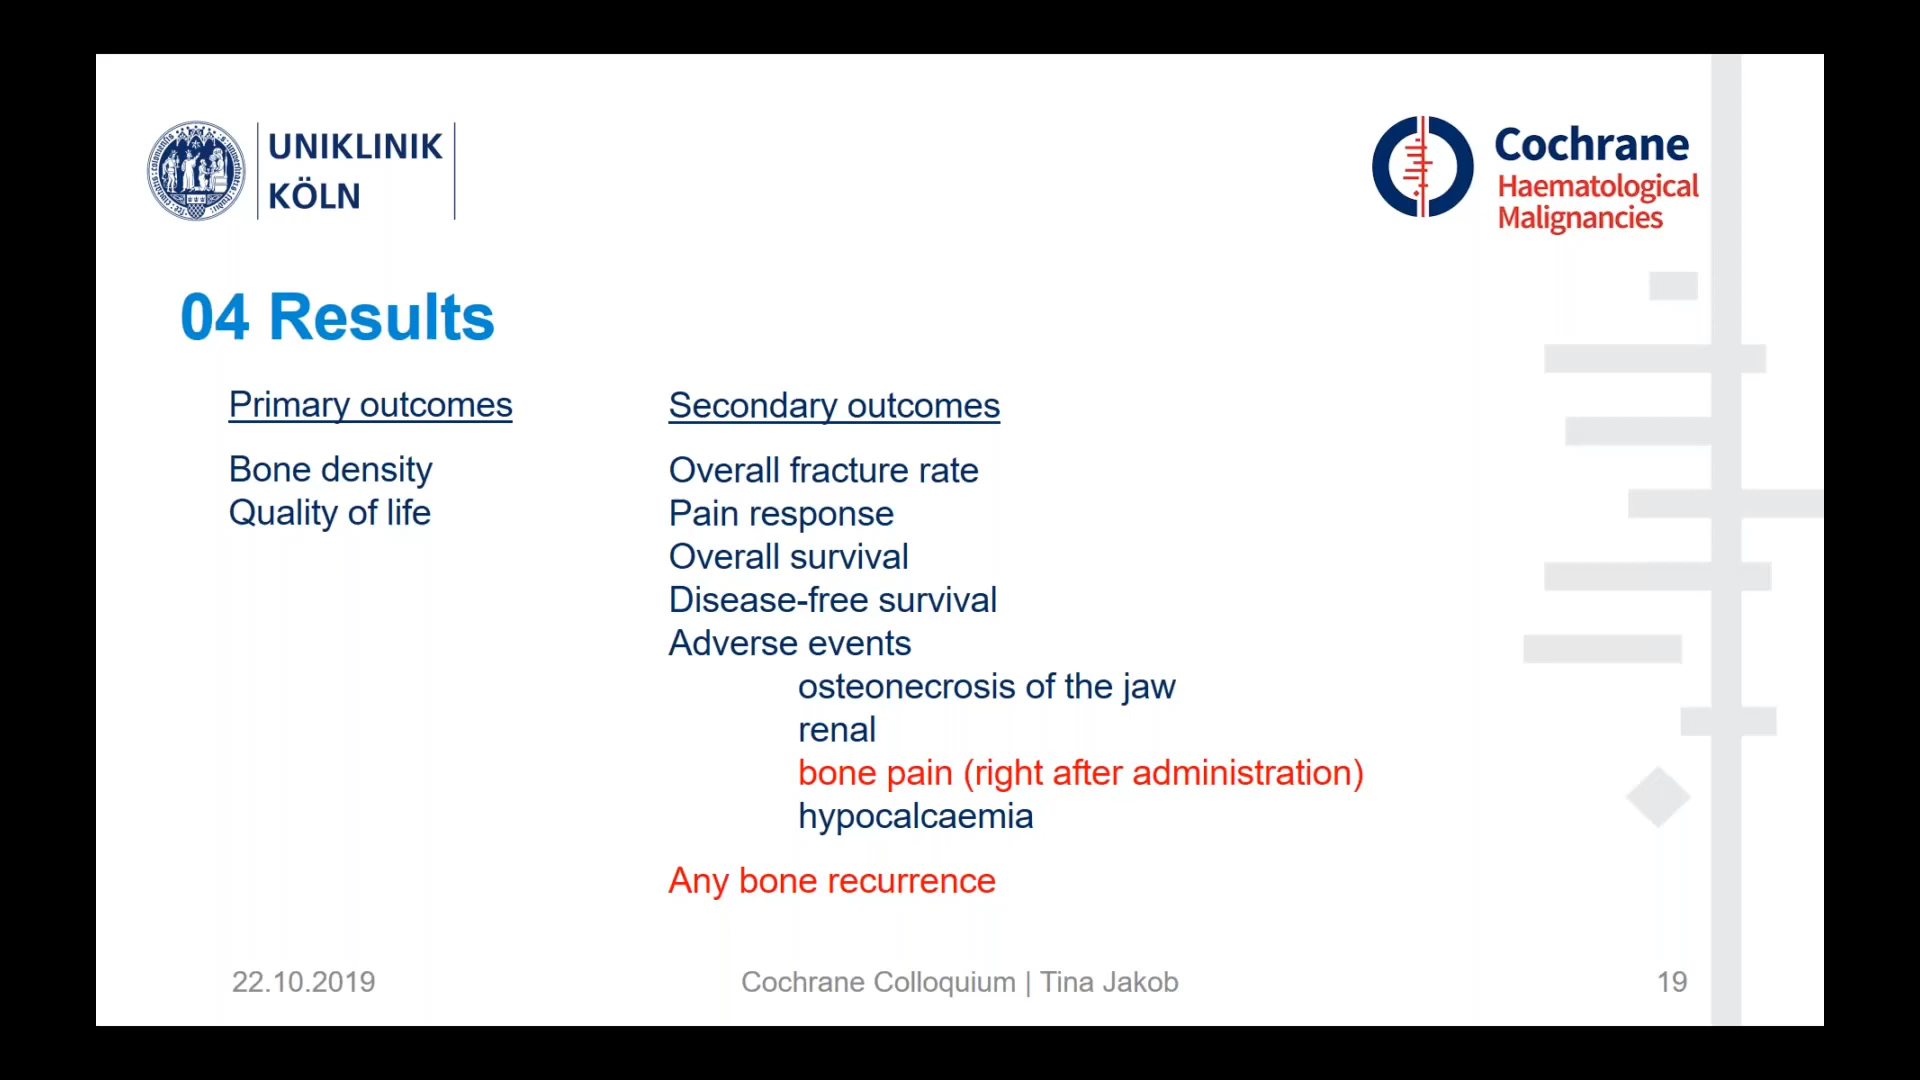 UNIKLINIK
KÖLN
Cochrane
Haematological
Malignancies
04 Results
Primary outcomes
Bone density
Quality of life
Secondary outcomes
Overall fracture rate
Pain response
Overall survival
Disease-free survival
Adverse events
osteonecrosis of the jaw
renal
bone pain (right after administration)
hypocalcaemia
Any bone recurrence
22.10.2019
Cochrane Colloquium | Tina Jakob
19